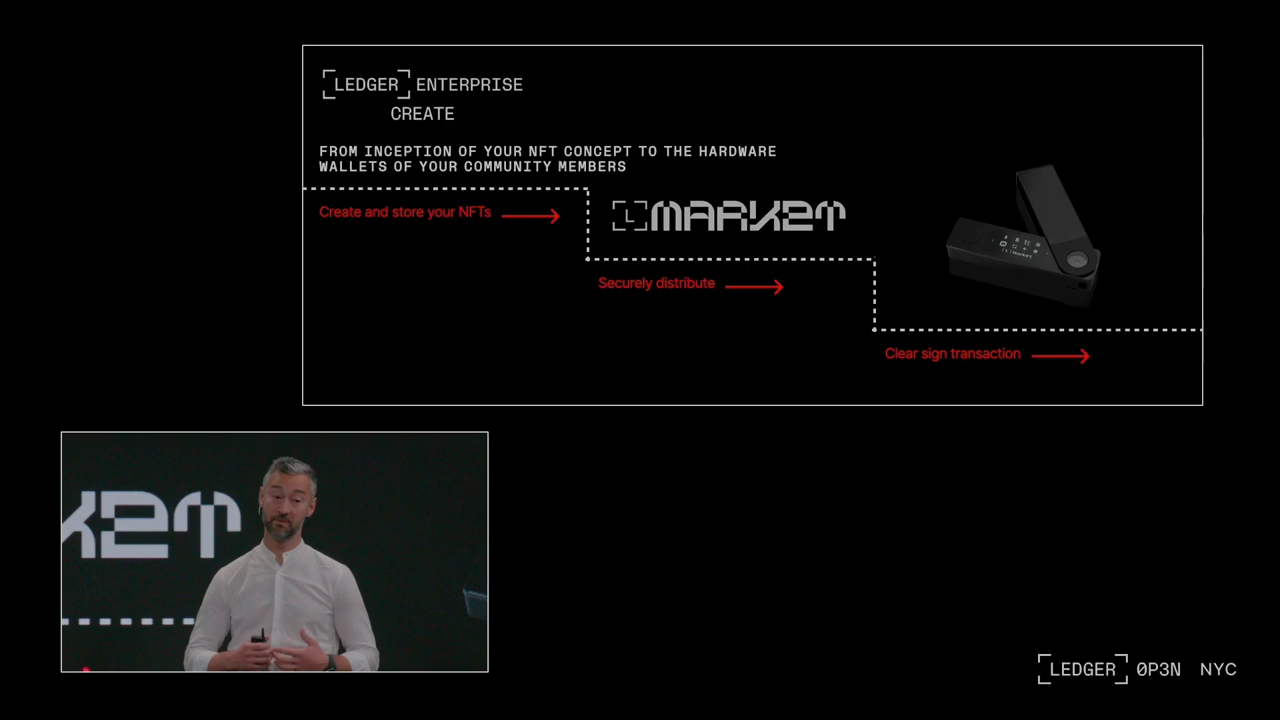 [LEDGER] ENTERPRISE
CREATE
FROM INCEPTION OF YOUR NFT CONCEPT TO THE HARDWARE
WALLETS OF YOUR COMMUNITY MEMBERS
Create and store your NFTs
[L] MARKET
Securely distribute
Clear sign transaction
KET
[LEDGER] 0P3N NYC